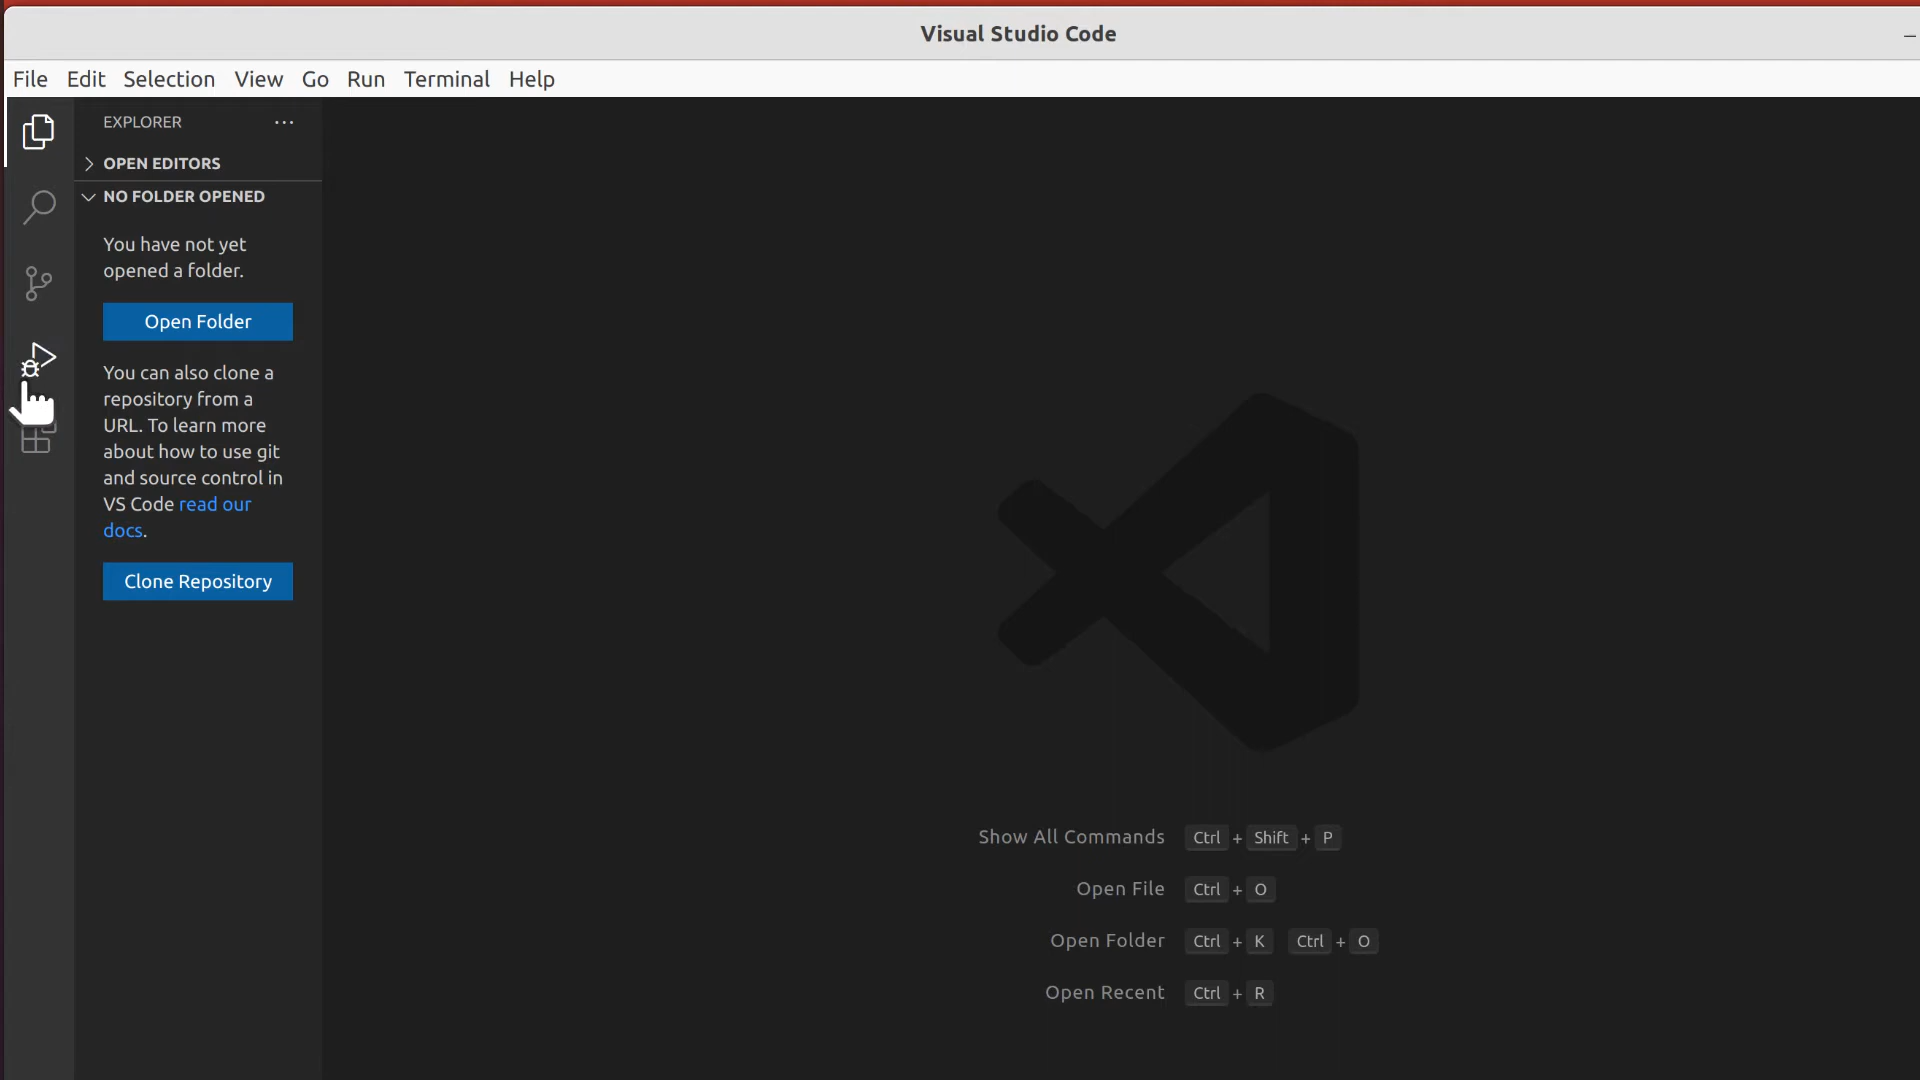 Visual Studio Code
File Edit Selection View Go Run Terminal Help
EXPLORER
OPEN EDITORS
NO FOLDER OPENED
You have not yet
opened a folder.
Open Folder
You can also clone a
repository from a
URL. To learn more
about how to use git
and source control in
VS Code read our
docs.
Clone Repository
Show All Commands Ctrl + Shift + P
Open File Ctrl + O
Open Folder Ctrl + K Ctrl + O
Open Recent Ctrl + R